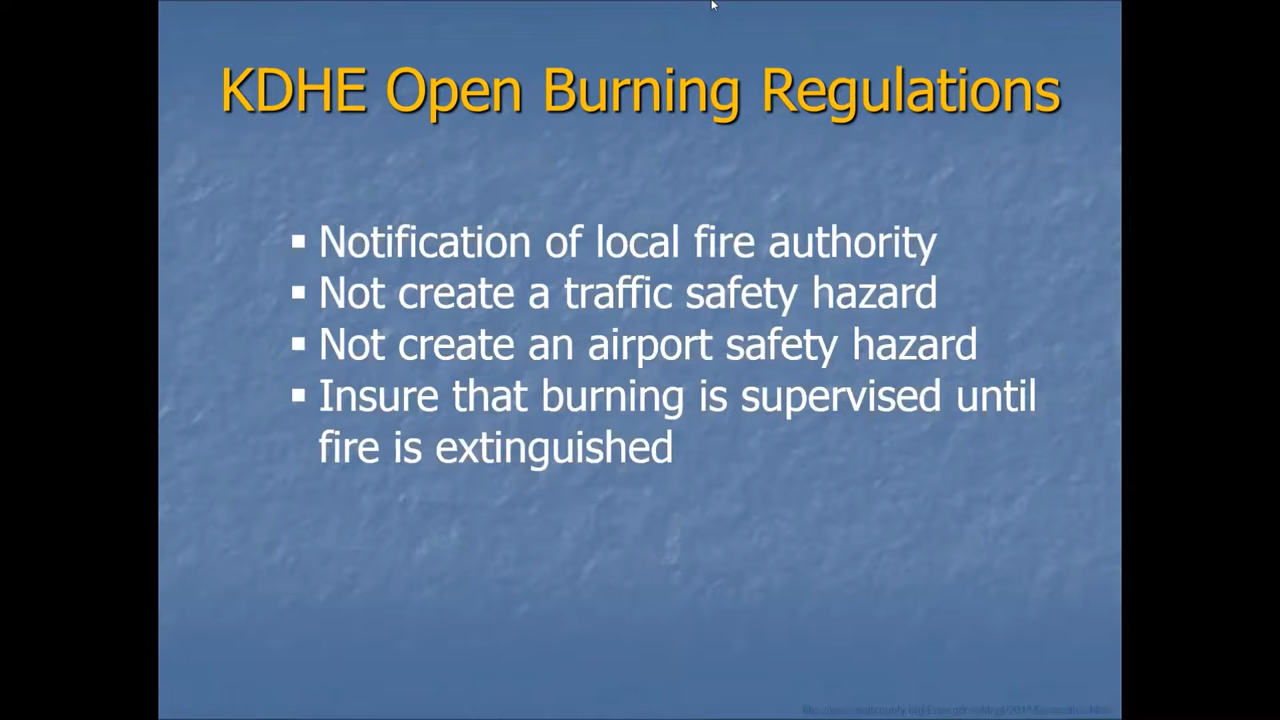 KDHE Open Burning Regulations
▪ Notification of local fire authority
▪ Not create a traffic safety hazard
▪ Not create an airport safety hazard
▪ Insure that burning is supervised until
fire is extinguished